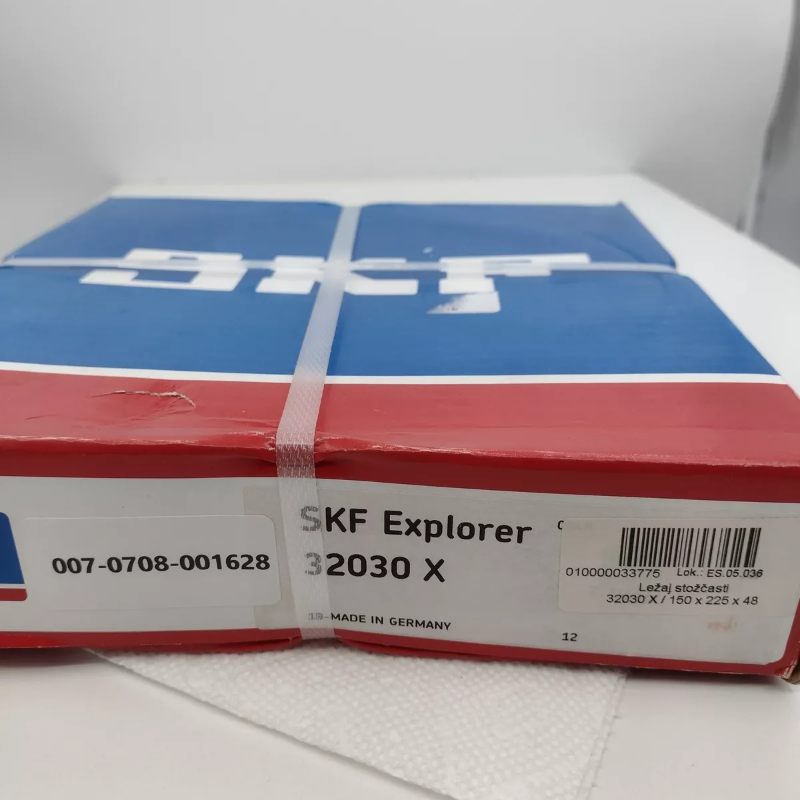 SKF
007-0708-001628
SKF Explorer
32030 X
-MADE IN GERMANY
12
010000033775 Lok.: ES.05.036
Ležaj stožčasti
32030 X / 150 x 225 x 48